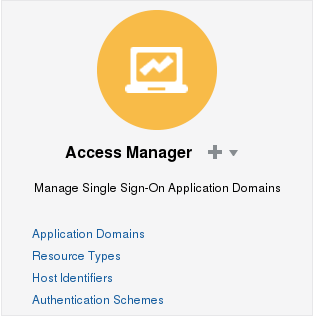 Access Manager
Manage Single Sign-On Application Domains
Application Domains
Resource Types
Host Identifiers
Authentication Schemes